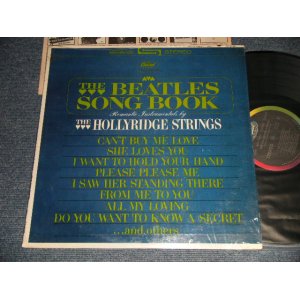 Capitol
STEREO
THE BEATLES
SONG BOOK
Romantic Instrumentals by
THE HOLLYRIDGE STRINGS
CAN'T BUY ME LOVE
SHE LOVES YOU
I WANT TO HOLD YOUR HAND
PLEASE PLEASE ME
I SAW HER STANDING THERE
FROM ME TO YOU
ALL MY LOVING
DO YOU WANT TO KNOW A SECRET
...and others